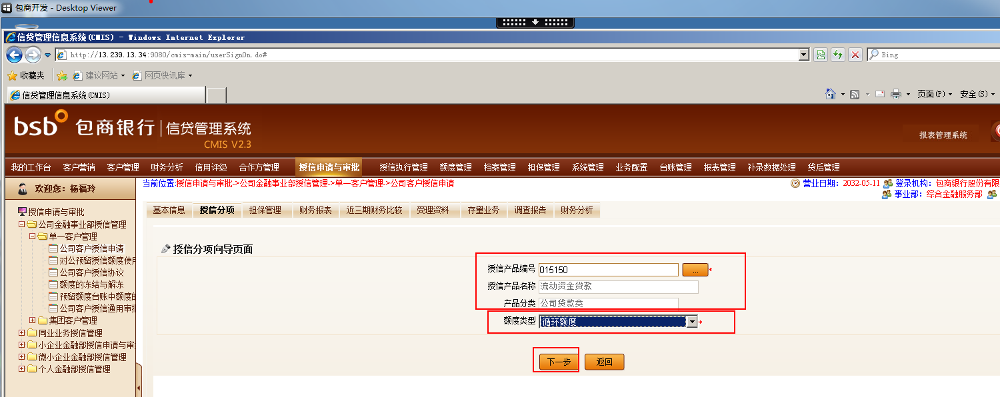 包商开发 - Desktop Viewer
信贷管理信息系统(CMIS) - Windows Internet Explorer
http://13.239.13.34:9080/cmis-main/userSignOn.do#
Bing
收藏夹 建议网站 网页快讯库
信贷管理信息系统(CMIS)
页面(P) 安全(S)
bsb 包商银行 信贷管理系统
CMIS V2.3
报表管理系统
我的工作台 客户营销 客户管理 财务分析 信用评级 合作方管理 授信申请与审批 授信执行管理 额度管理 档案管理 担保管理 系统管理 业务配置 台账管理 报表管理 补录数据处理 贷后管理
欢迎您：杨福玲
当前位置:授信申请与审批->公司金融事业部授信管理->单一客户管理->公司客户授信申请
营业日期：2032-05-11 登录机构：包商银行股份有限
事业部：综合金融服务部
授信申请与审批
公司金融事业部授信管理
单一客户管理
公司客户授信申请
对公预留授信额度使用
公司客户授信协议
额度的冻结与解冻
预留额度台账中额度的
公司客户授信通用审批
集团客户管理
同业业务授信管理
小企业金融部授信申请与审
微小企业金融部授信管理
个人金融部授信管理
基本信息 授信分项 担保管理 财务报表 近三期财务比较 受理资料 存量业务 调查报告 财务分析
授信分项向导页面
授信产品编号 015150 ... *
授信产品名称 流动资金贷款
产品分类 公司贷款类
额度类型 循环额度 *
下一步 返回